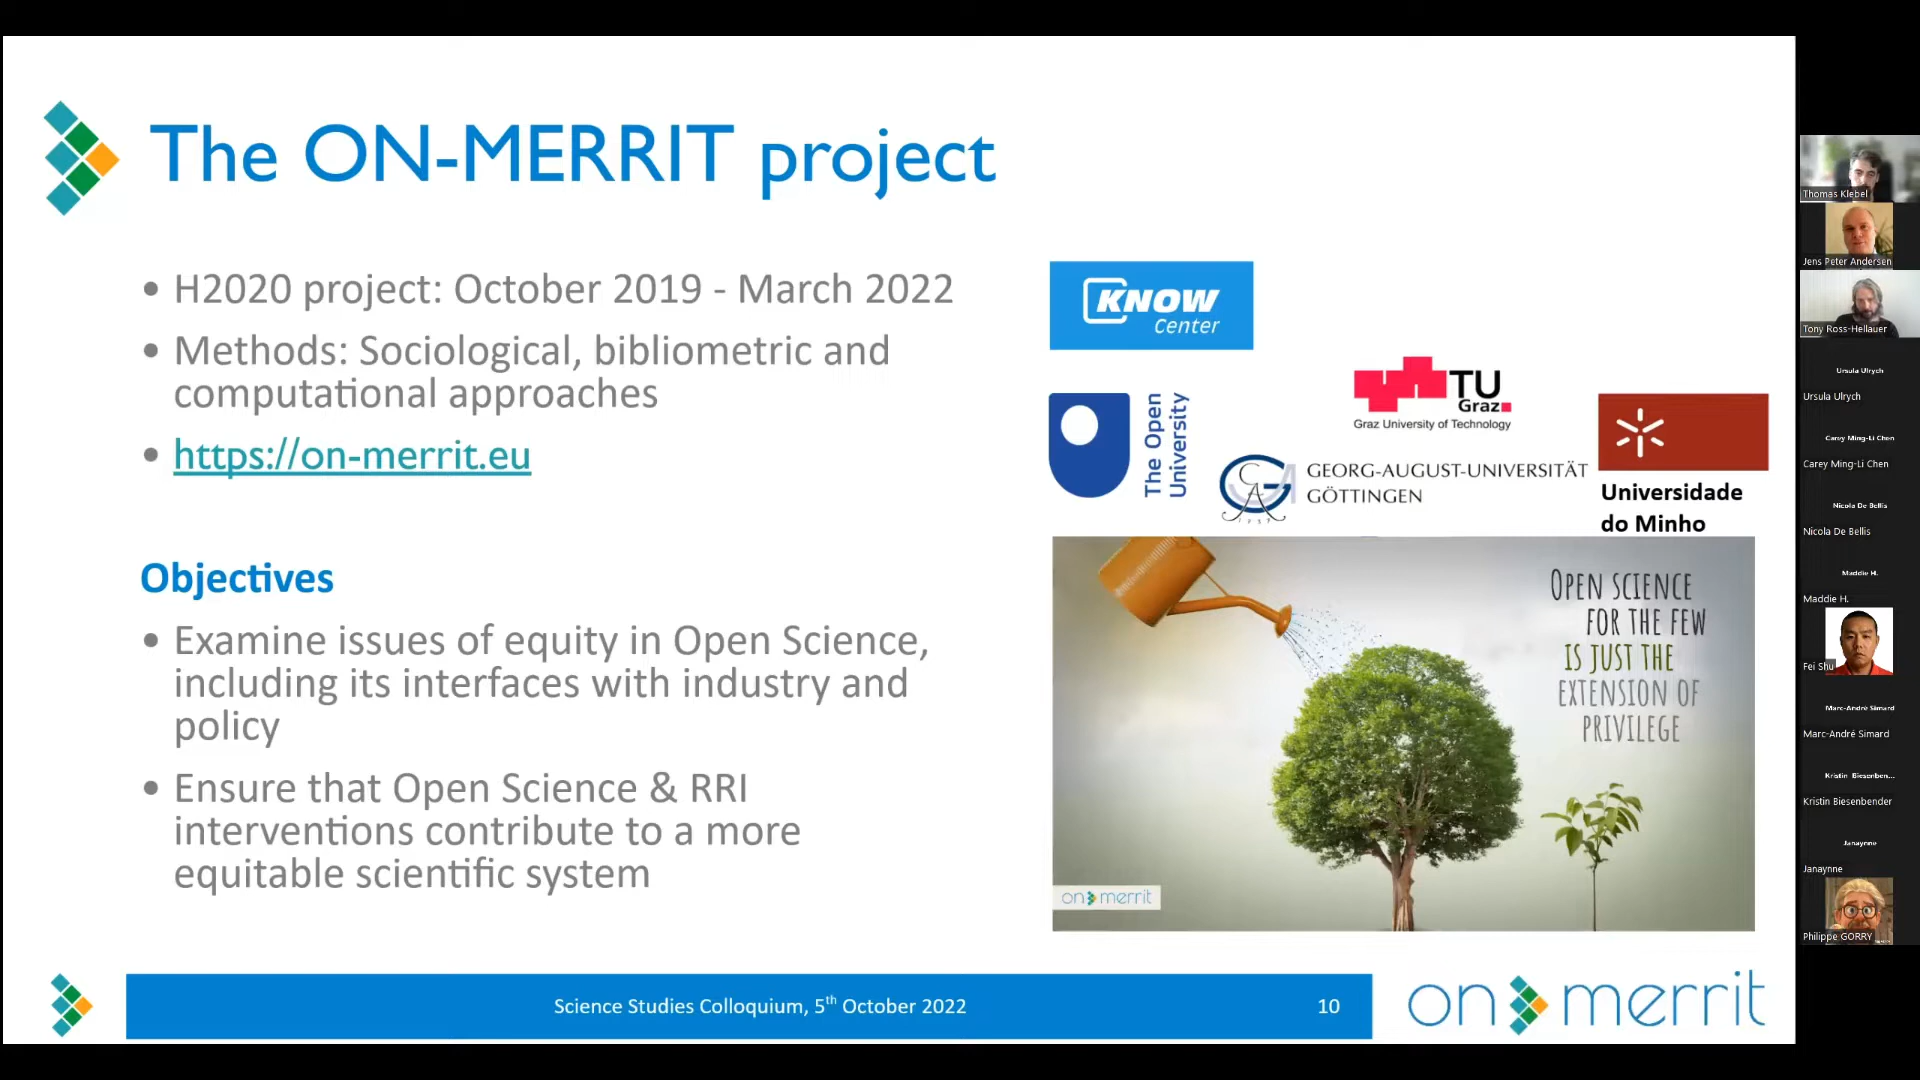 The ON-MERRIT project
• H2020 project: October 2019 - March 2022
• Methods: Sociological, bibliometric and
computational approaches
• https://on-merrit.eu
Objectives
• Examine issues of equity in Open Science,
including its interfaces with industry and
policy
• Ensure that Open Science & RRI
interventions contribute to a more
equitable scientific system
KNOW
Center
The Open
University
TU
Graz
Graz University of Technology
GEORG-AUGUST-UNIVERSITÄT
GÖTTINGEN
Universidade
do Minho
OPEN SCIENCE
FOR THE FEW
IS JUST THE
EXTENSION OF
PRIVILEGE
on merrit
Science Studies Colloquium, 5th October 2022
10
on merrit
Thomas Klebel
Jens Peter Andersen
Tony Ross-Hellauer
Ursula Ulrych
Ursula Ulrych
Carey Ming-Li Chen
Carey Ming-Li Chen
Nicola De Bellis
Nicola De Bellis
Maddie H.
Maddie H.
Fei Shu
Marc-André Simard
Marc-André Simard
Kristin Biesenben...
Kristin Biesenbender
Janaynne
Janaynne
Philippe GORRY